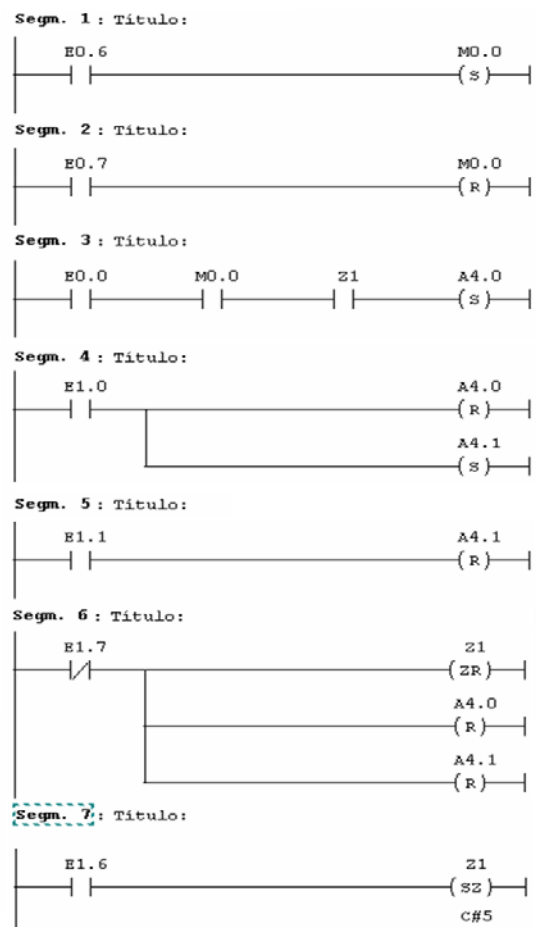 Segm. 1 : Título:
E0.6 M0.0
( S )
Segm. 2 : Título:
E0.7 M0.0
( R )
Segm. 3 : Título:
E0.0 M0.0 Z1 A4.0
( S )
Segm. 4 : Título:
E1.0 A4.0
( R )
A4.1
( S )
Segm. 5 : Título:
E1.1 A4.1
( R )
Segm. 6 : Título:
E1.7 Z1
( ZR )
A4.0
( R )
A4.1
( R )
Segm. 7 : Título:
E1.6 Z1
( SZ )
C#5